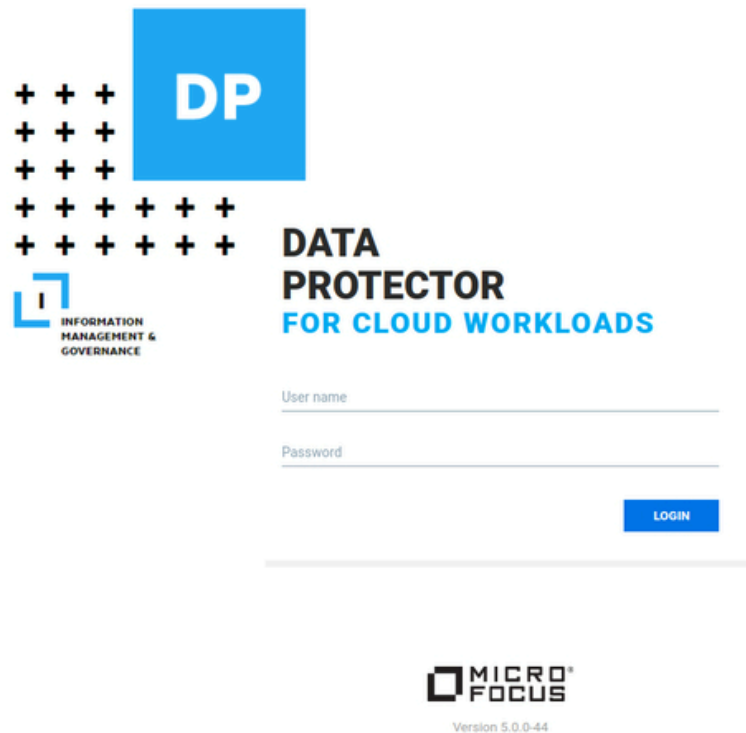 DP
I
INFORMATION
MANAGEMENT &
GOVERNANCE
DATA
PROTECTOR
FOR CLOUD WORKLOADS
User name
Password
LOGIN
MICRO®
FOCUS
Version 5.0.0-44